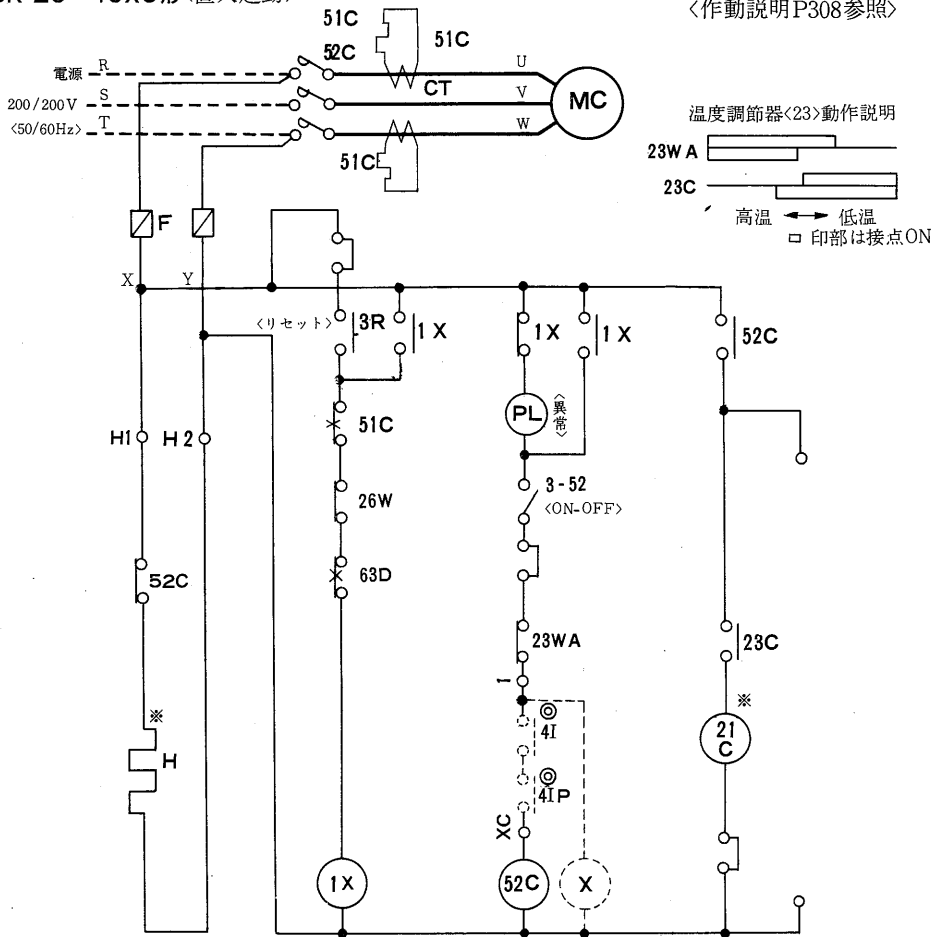 〈作動説明P308参照〉
51C
51C
52C
電源
R
U
CT
MC
S
V
200/200V
T
W
〈50/60Hz〉
51C
温度調節器〈23〉動作説明
23WA
23C
高温 ⟷ 低温
□ 印部は接点ON
F
X
Y
〈リセット〉
3R
1X
1X
1X
52C
PL
〈異常〉
51C
H1
H2
3-52
〈ON-OFF〉
26W
52C
63D
23WA
23C
1
※
※
4I
21C
H
4IP
XC
1X
52C
X